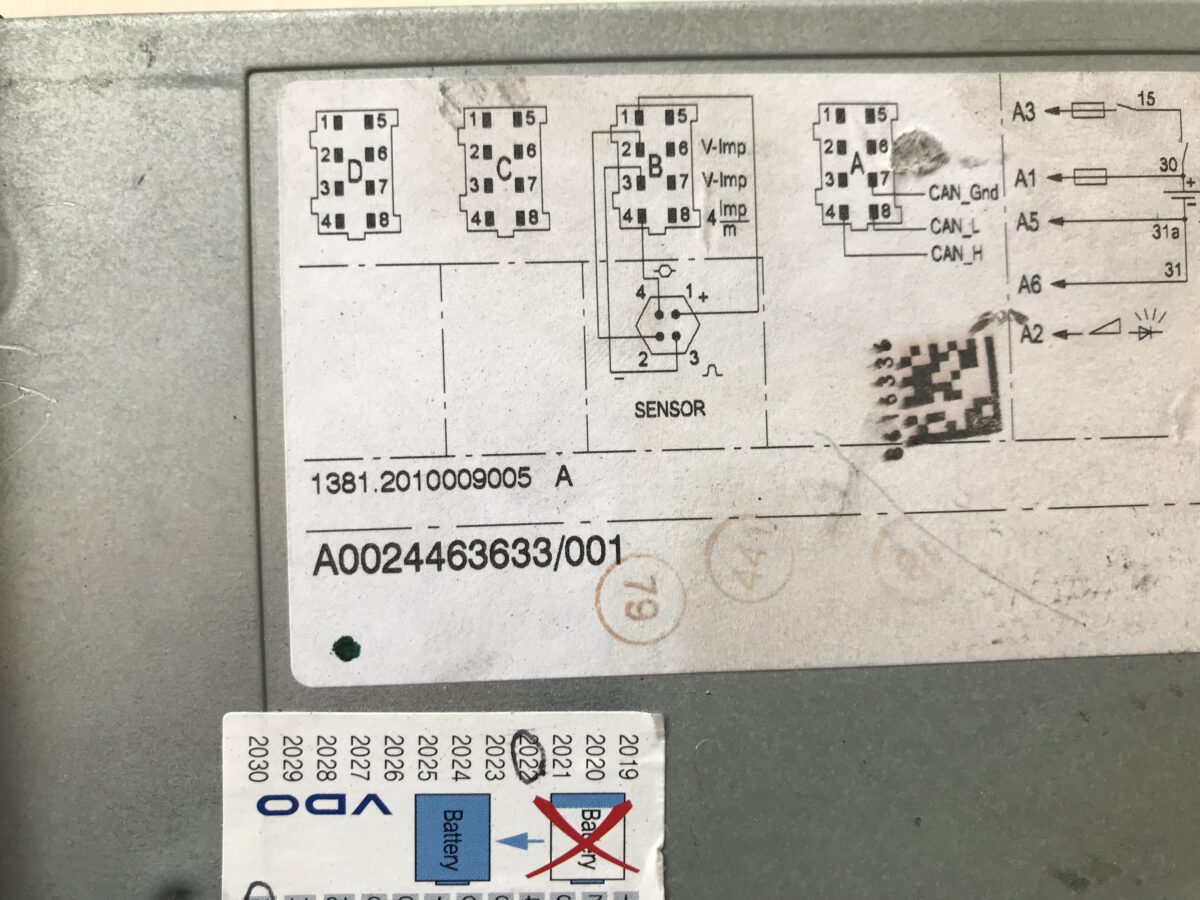 1 5 1 5 1 5 1 5 A3 15
2 6 2 6 2 6 V-Imp 2 6 30
D C B A
3 7 3 7 3 7 V-Imp 3 7 CAN_Gnd A1 +
4 8 4 8 4 8 4 Imp/m 4 8 CAN_L A5 - 31a
CAN_H
A6 31
4 1 +
A2
2 3
-
SENSOR
8616336
1381.2010009005 A
A0024463633/001
79 441
2030 2029 2028 2027 2026 2025 2024 2023 2022 2021 2020 2019
VDO
Battery Battery